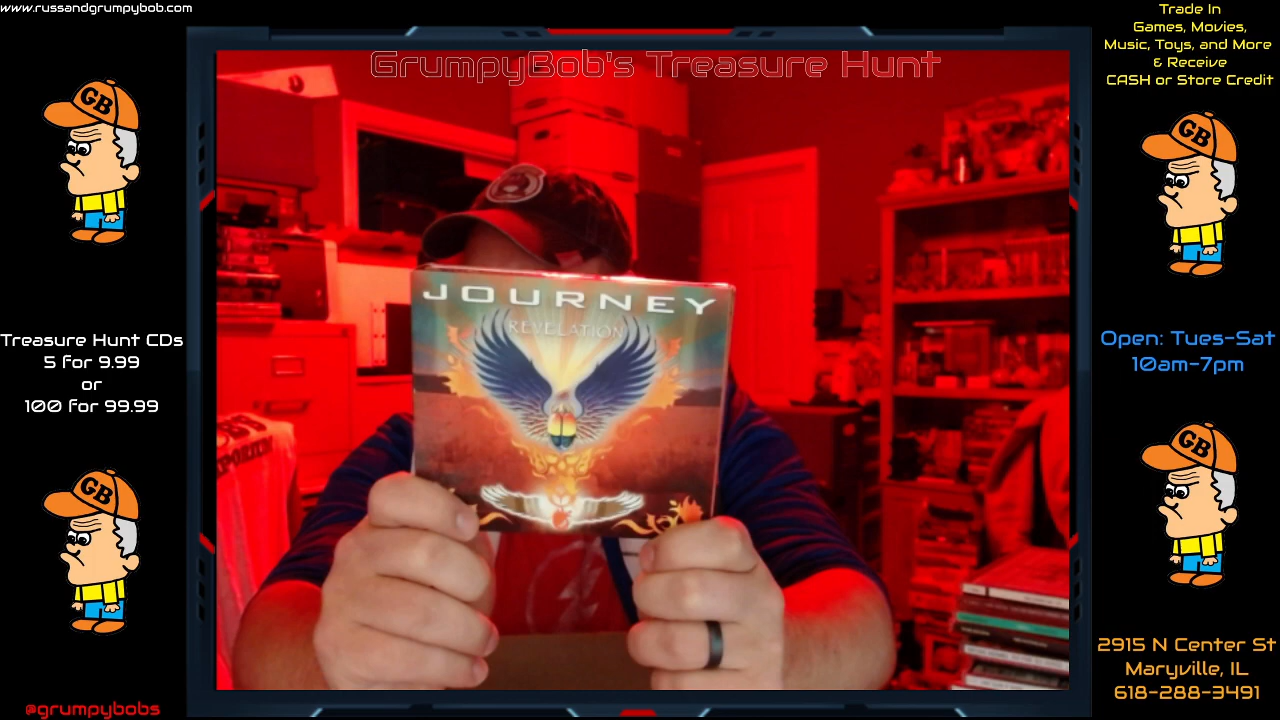 www.russandgrumpybob.com
Trade In
Games, Movies,
Music, Toys, and More
& Receive
CASH or Store Credit
GrumpyBob's Treasure Hunt
GB
GB
JOURNEY
REVELATION
Treasure Hunt CDs
5 for 9.99
or
100 for 99.99
Open: Tues-Sat
10am-7pm
GB
GB
2915 N Center St
Maryville, IL
618-288-3491
@grumpybobs